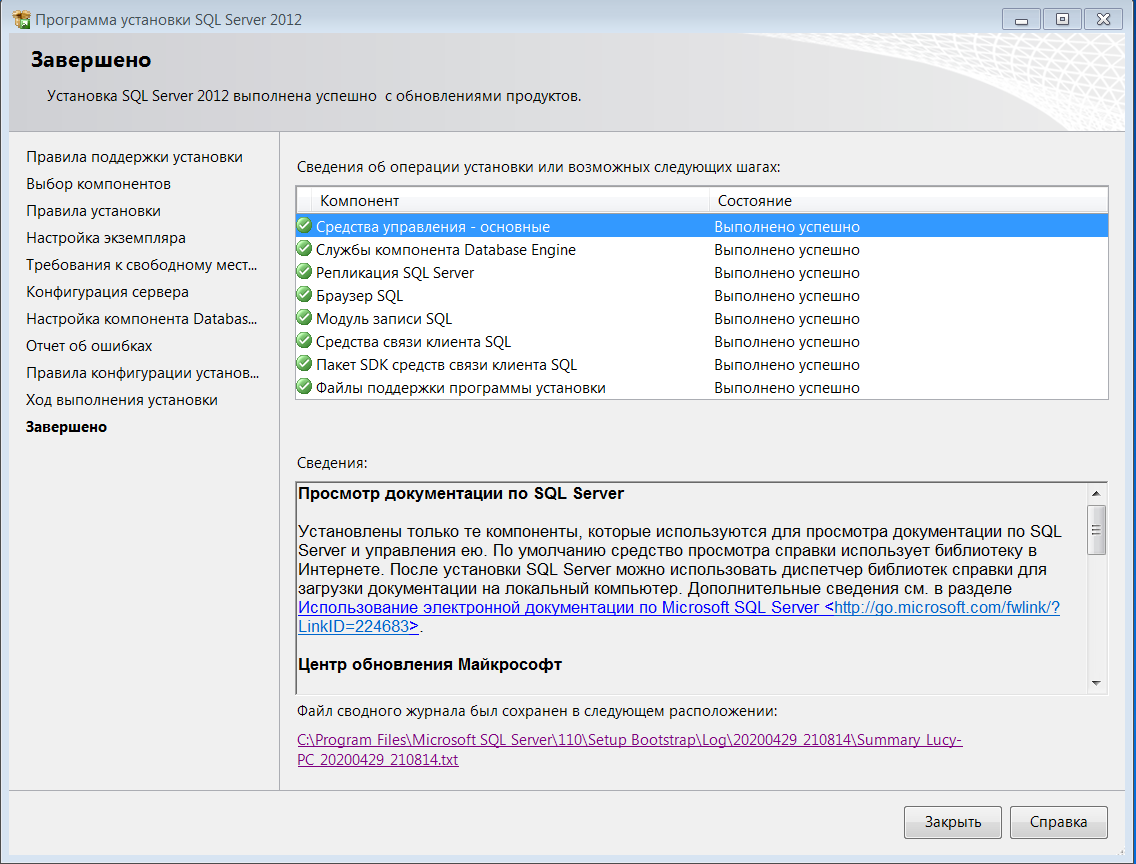 Программа установки SQL Server 2012
Завершено
Установка SQL Server 2012 выполнена успешно с обновлениями продуктов.
Правила поддержки установки
Выбор компонентов
Правила установки
Настройка экземпляра
Требования к свободному мест...
Конфигурация сервера
Настройка компонента Databas...
Отчет об ошибках
Правила конфигурации установ...
Ход выполнения установки
Завершено
Сведения об операции установки или возможных следующих шагах:
Компонент Состояние
Средства управления - основные Выполнено успешно
Службы компонента Database Engine Выполнено успешно
Репликация SQL Server Выполнено успешно
Браузер SQL Выполнено успешно
Модуль записи SQL Выполнено успешно
Средства связи клиента SQL Выполнено успешно
Пакет SDK средств связи клиента SQL Выполнено успешно
Файлы поддержки программы установки Выполнено успешно
Сведения:
Просмотр документации по SQL Server
Установлены только те компоненты, которые используются для просмотра документации по SQL
Server и управления ею. По умолчанию средство просмотра справки использует библиотеку в
Интернете. После установки SQL Server можно использовать диспетчер библиотек справки для
загрузки документации на локальный компьютер. Дополнительные сведения см. в разделе
Использование электронной документации по Microsoft SQL Server <http://go.microsoft.com/fwlink/?
LinkID=224683>.
Центр обновления Майкрософт
Файл сводного журнала был сохранен в следующем расположении:
C:\Program Files\Microsoft SQL Server\110\Setup Bootstrap\Log\20200429_210814\Summary_Lucy-
PC_20200429_210814.txt
Закрыть Справка